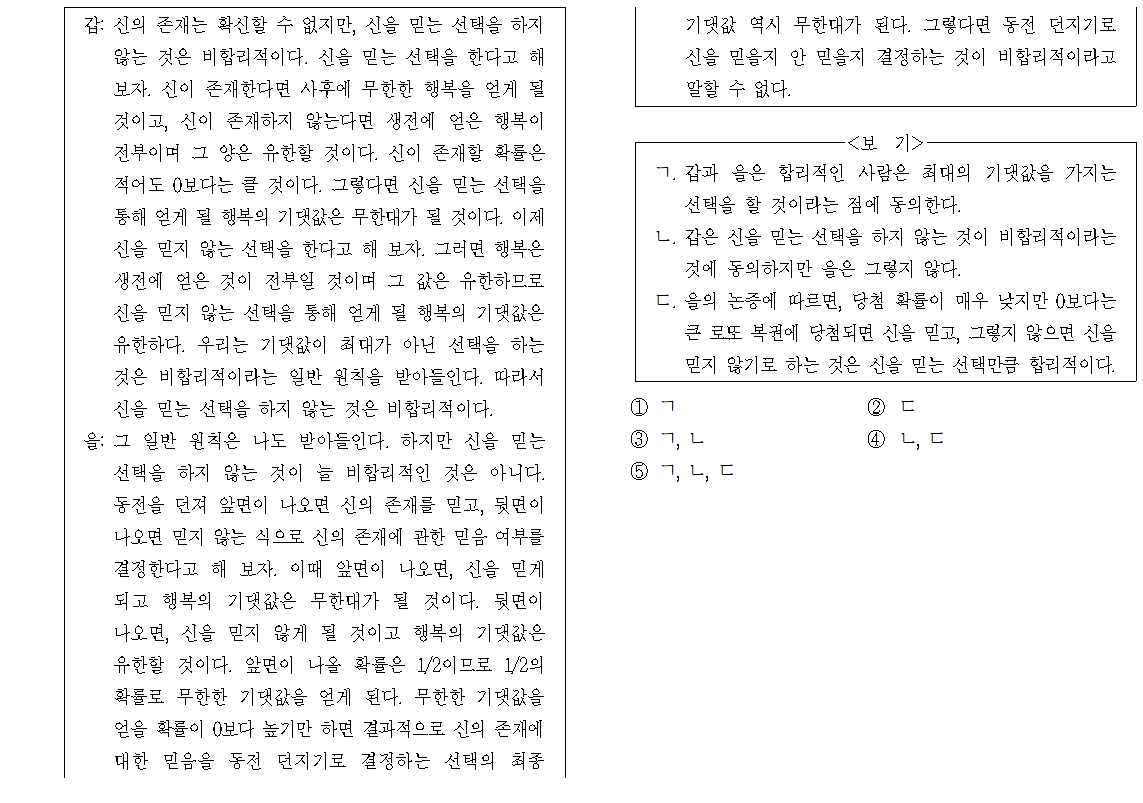 갑: 신의 존재는 확신할 수 없지만, 신을 믿는 선택을 하지
않는 것은 비합리적이다. 신을 믿는 선택을 한다고 해
보자. 신이 존재한다면 사후에 무한한 행복을 얻게 될
것이고, 신이 존재하지 않는다면 생전에 얻은 행복이
전부이며 그 양은 유한할 것이다. 신이 존재할 확률은
적어도 0보다는 클 것이다. 그렇다면 신을 믿는 선택을
통해 얻게 될 행복의 기댓값은 무한대가 될 것이다. 이제
신을 믿지 않는 선택을 한다고 해 보자. 그러면 행복은
생전에 얻은 것이 전부일 것이며 그 값은 유한하므로
신을 믿지 않는 선택을 통해 얻게 될 행복의 기댓값은
유한하다. 우리는 기댓값이 최대가 아닌 선택을 하는
것은 비합리적이라는 일반 원칙을 받아들인다. 따라서
신을 믿는 선택을 하지 않는 것은 비합리적이다.
을: 그 일반 원칙은 나도 받아들인다. 하지만 신을 믿는
선택을 하지 않는 것이 늘 비합리적인 것은 아니다.
동전을 던져 앞면이 나오면 신의 존재를 믿고, 뒷면이
나오면 믿지 않는 식으로 신의 존재에 관한 믿음 여부를
결정한다고 해 보자. 이때 앞면이 나오면, 신을 믿게
되고 행복의 기댓값은 무한대가 될 것이다. 뒷면이
나오면, 신을 믿지 않게 될 것이고 행복의 기댓값은
유한할 것이다. 앞면이 나올 확률은 1/2이므로 1/2의
확률로 무한한 기댓값을 얻게 된다. 무한한 기댓값을
얻을 확률이 0보다 높기만 하면 결과적으로 신의 존재에
대한 믿음을 동전 던지기로 결정하는 선택의 최종
기댓값 역시 무한대가 된다. 그렇다면 동전 던지기로
신을 믿을지 안 믿을지 결정하는 것이 비합리적이라고
말할 수 없다.
<보 기>
ㄱ. 갑과 을은 합리적인 사람은 최대의 기댓값을 가지는
선택을 할 것이라는 점에 동의한다.
ㄴ. 갑은 신을 믿는 선택을 하지 않는 것이 비합리적이라는
것에 동의하지만 을은 그렇지 않다.
ㄷ. 을의 논증에 따르면, 당첨 확률이 매우 낮지만 0보다는
큰 로또 복권에 당첨되면 신을 믿고, 그렇지 않으면 신을
믿지 않기로 하는 것은 신을 믿는 선택만큼 합리적이다.
① ㄱ ② ㄷ
③ ㄱ, ㄴ ④ ㄴ, ㄷ
⑤ ㄱ, ㄴ, ㄷ